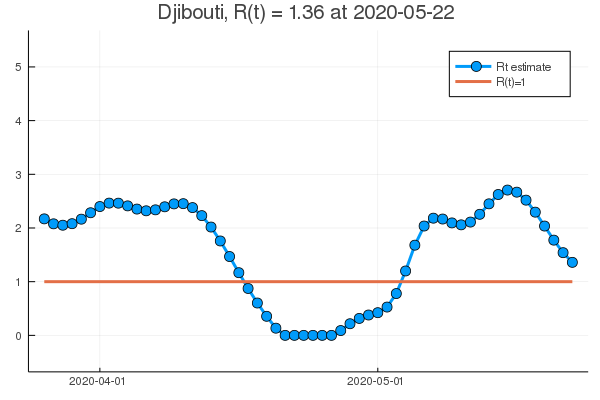 Djibouti, R(t) = 1.36 at 2020-05-22
5
4
3
2
1
0
Rt estimate
R(t)=1
2020-04-01
2020-05-01